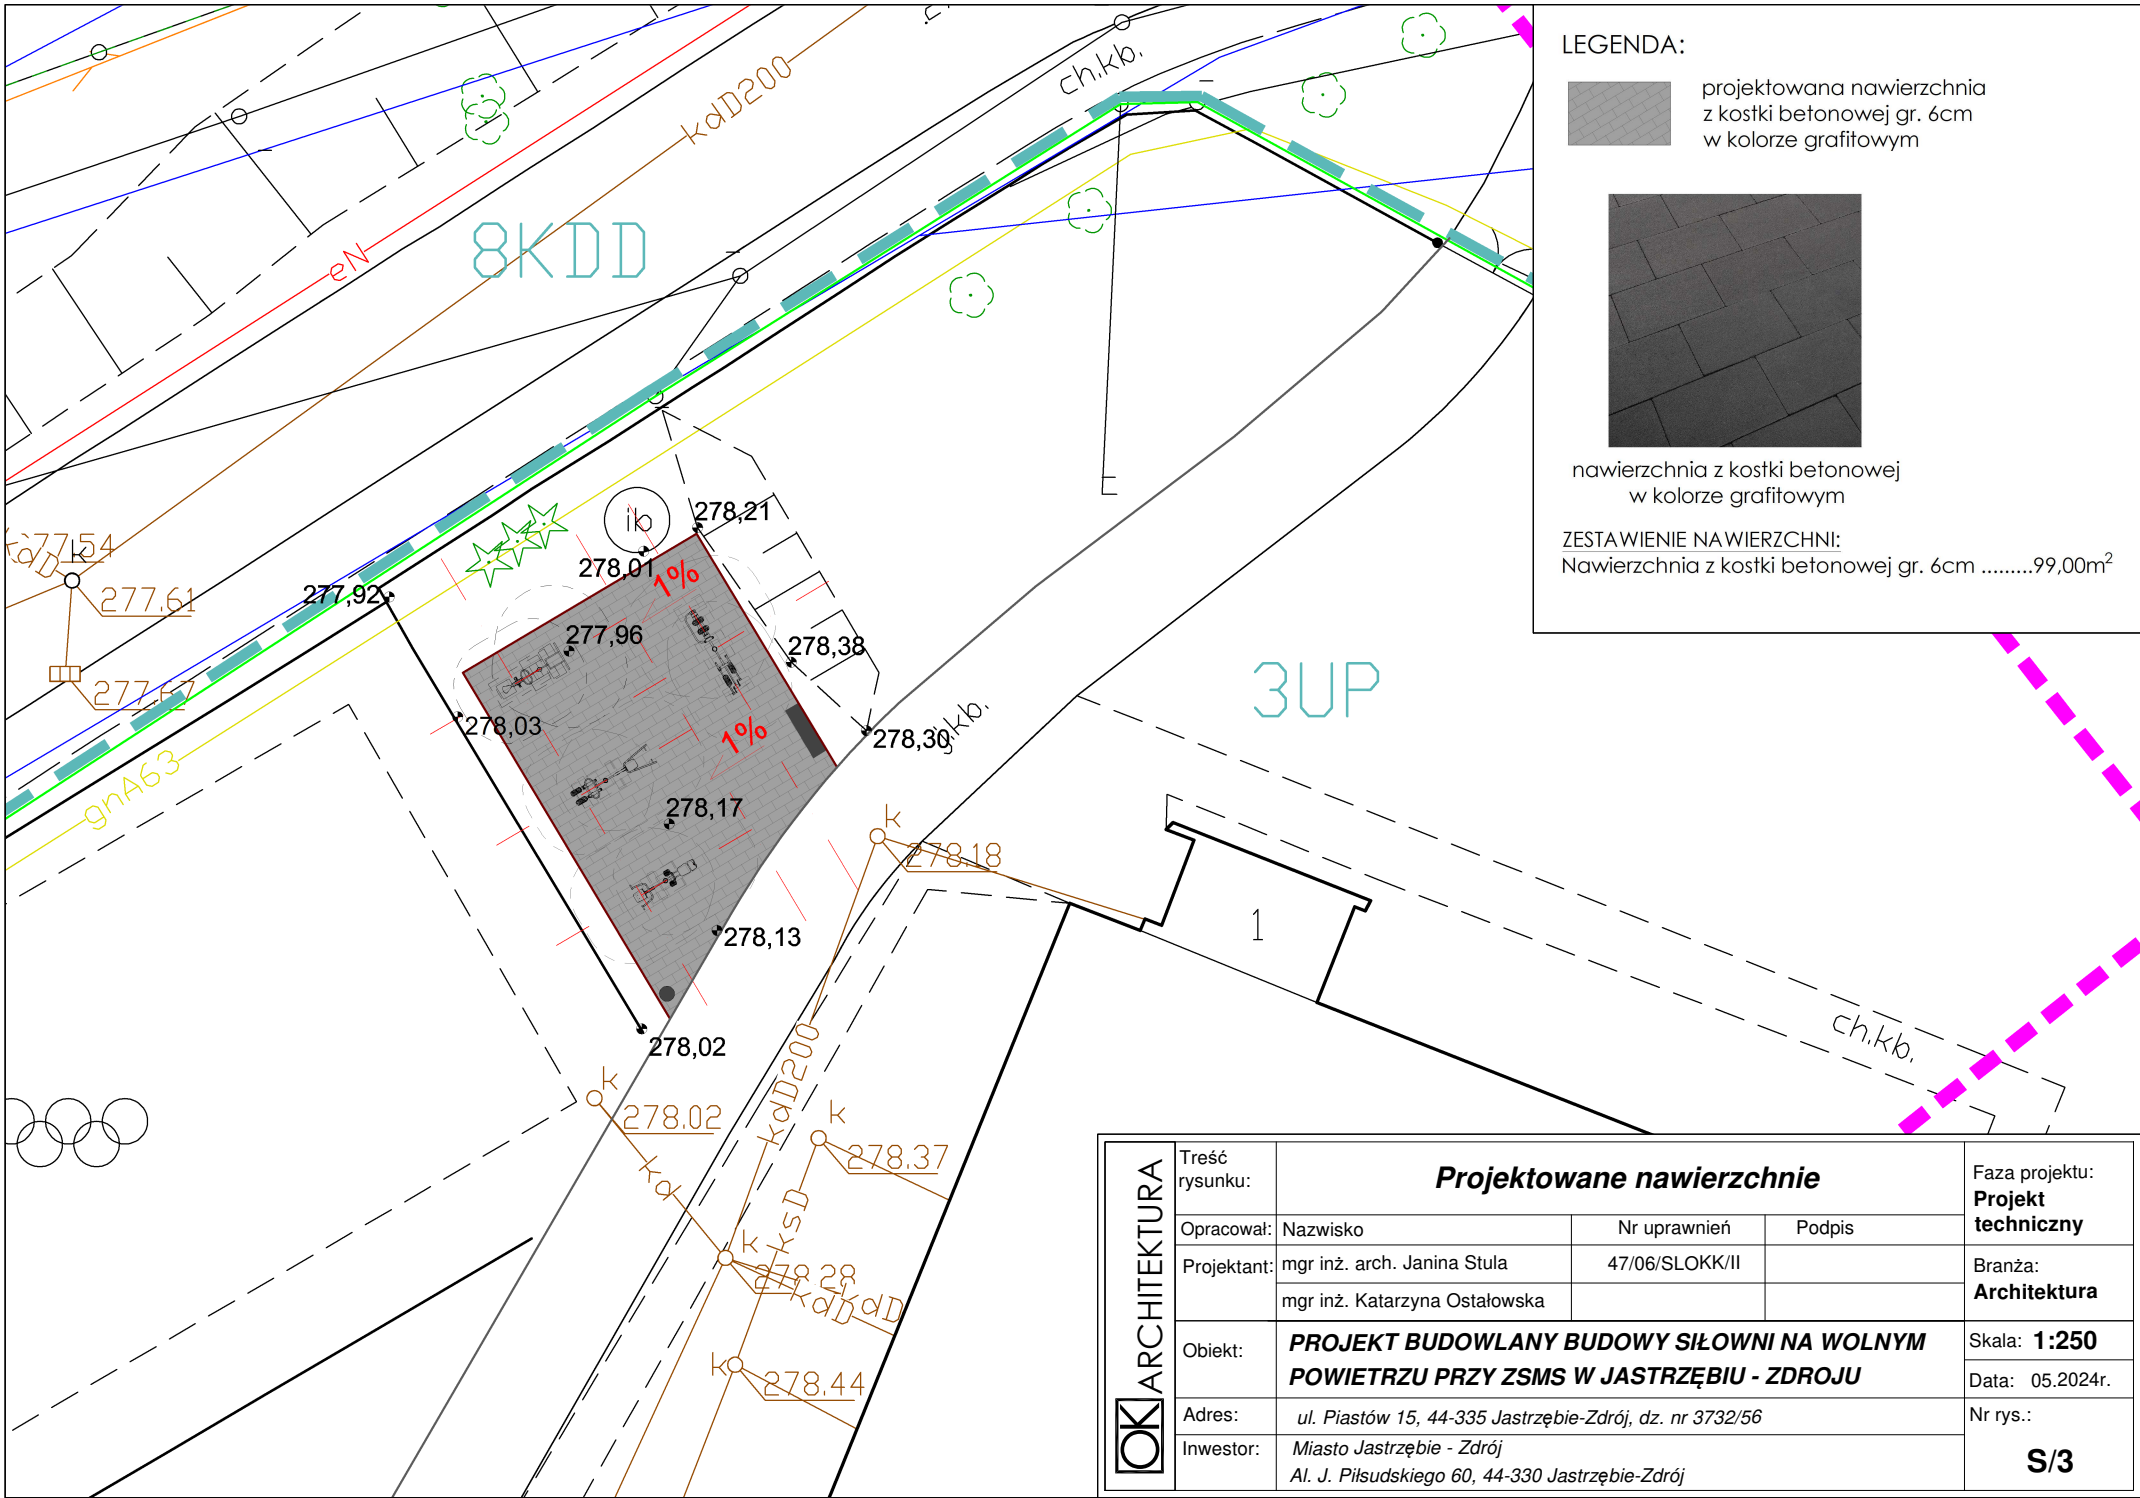 LEGENDA:
projektowana nawierzchnia
z kostki betonowej gr. 6cm
w kolorze grafitowym
nawierzchnia z kostki betonowej
w kolorze grafitowym
ZESTAWIENIE NAWIERZCHNI:
Nawierzchnia z kostki betonowej gr. 6cm .........99,00m²
ch.kb.
kdD200
8KDD
eN
278,21
ib
278,01
1%
277.54
k
kdD
277.61
277,92
277,96
278,38
277.67
278,03
1%
278,30
3UP
gnA63
278,17
k
278.18
278,13
1
278,02
ch.kb.
kdD200
k
278.02
kd
k
278.37
ksD
k
278.28
kdD
kdD
k
278.44
OK ARCHITEKTURA
Treść
rysunku:
Projektowane nawierzchnie
Faza projektu:
Projekt
techniczny
Opracował:
Nazwisko
Nr uprawnień
Podpis
Projektant:
mgr inż. arch. Janina Stula
47/06/SLOKK/II
mgr inż. Katarzyna Ostałowska
Branża:
Architektura
Obiekt:
PROJEKT BUDOWLANY BUDOWY SIŁOWNI NA WOLNYM
POWIETRZU PRZY ZSMS W JASTRZĘBIU - ZDROJU
Skala: 1:250
Data: 05.2024r.
Adres:
ul. Piastów 15, 44-335 Jastrzębie-Zdrój, dz. nr 3732/56
Inwestor:
Miasto Jastrzębie - Zdrój
Al. J. Piłsudskiego 60, 44-330 Jastrzębie-Zdrój
Nr rys.:
S/3